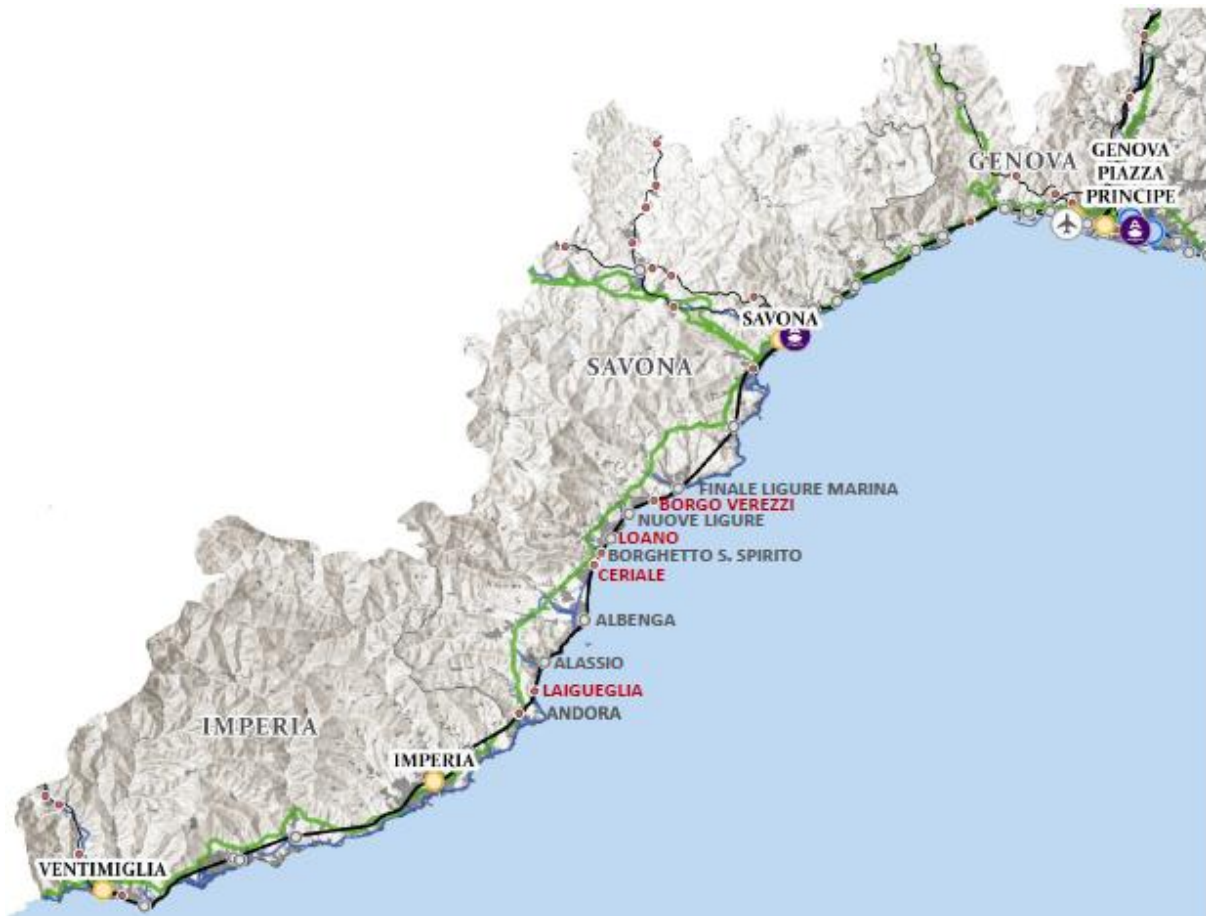 GENOVA
GENOVA
PIAZZA
PRINCIPE
SAVONA
SAVONA
FINALE LIGURE MARINA
BORGO VEREZZI
NUOVE LIGURE
LOANO
BORGHETTO S. SPIRITO
CERIALE
ALBENGA
ALASSIO
LAIGUEGLIA
ANDORA
IMPERIA
IMPERIA
VENTIMIGLIA